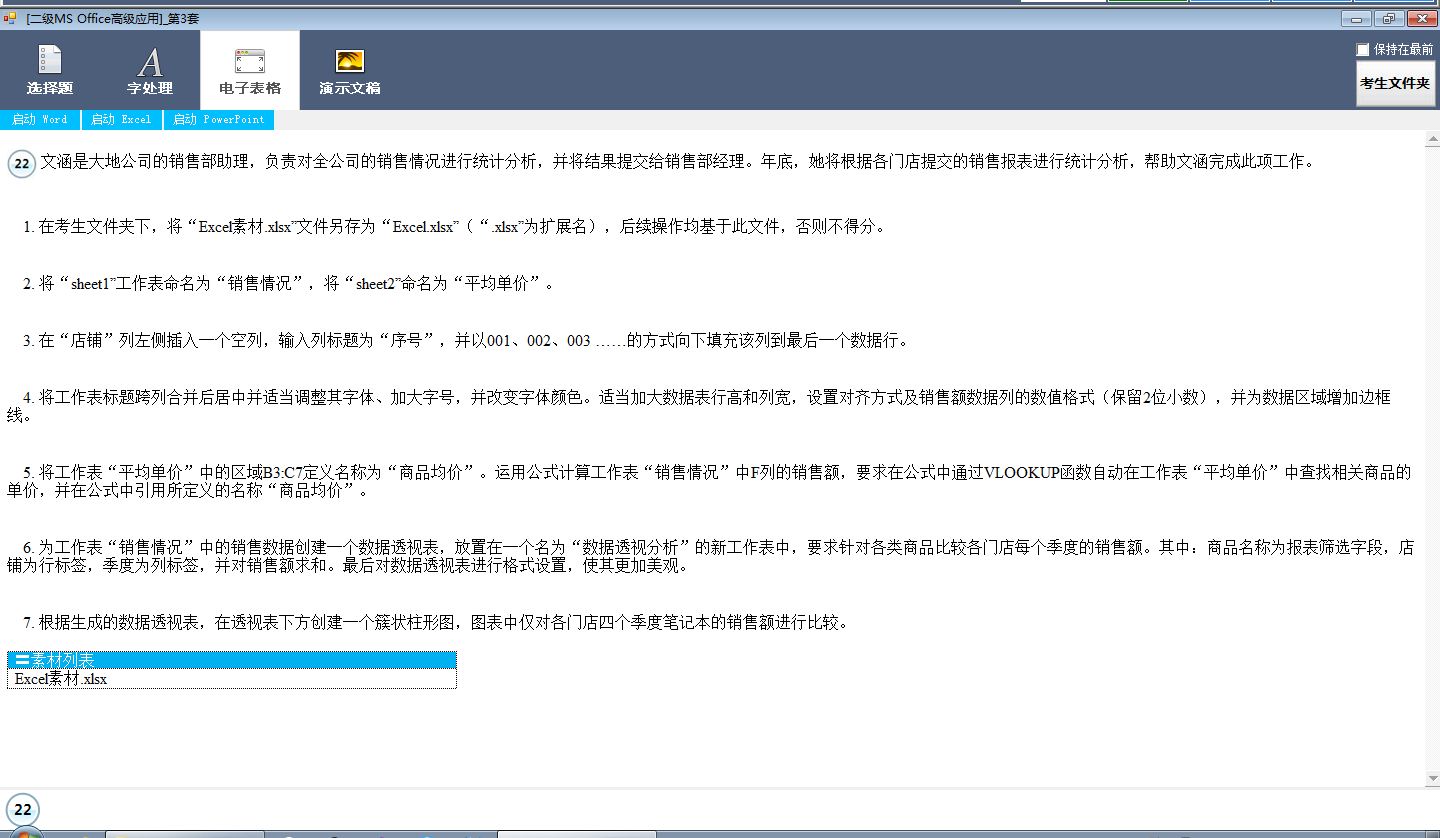 [二级MS Office高级应用]_第3套
保持在最前
选择题
字处理
电子表格
演示文稿
考生文件夹
启动 Word
启动 Excel
启动 PowerPoint
22 文涵是大地公司的销售部助理，负责对全公司的销售情况进行统计分析，并将结果提交给销售部经理。年底，她将根据各门店提交的销售报表进行统计分析，帮助文涵完成此项工作。
1. 在考生文件夹下，将“Excel素材.xlsx”文件另存为“Excel.xlsx”（“.xlsx”为扩展名），后续操作均基于此文件，否则不得分。
2. 将“sheet1”工作表命名为“销售情况”，将“sheet2”命名为“平均单价”。
3. 在“店铺”列左侧插入一个空列，输入列标题为“序号”，并以001、002、003 ……的方式向下填充该列到最后一个数据行。
4. 将工作表标题跨列合并后居中并适当调整其字体、加大字号，并改变字体颜色。适当加大数据表行高和列宽，设置对齐方式及销售额数据列的数值格式（保留2位小数），并为数据区域增加边框
线。
5. 将工作表“平均单价”中的区域B3:C7定义名称为“商品均价”。运用公式计算工作表“销售情况”中F列的销售额，要求在公式中通过VLOOKUP函数自动在工作表“平均单价”中查找相关商品的
单价，并在公式中引用所定义的名称“商品均价”。
6. 为工作表“销售情况”中的销售数据创建一个数据透视表，放置在一个名为“数据透视分析”的新工作表中，要求针对各类商品比较各门店每个季度的销售额。其中：商品名称为报表筛选字段，店
铺为行标签，季度为列标签，并对销售额求和。最后对数据透视表进行格式设置，使其更加美观。
7. 根据生成的数据透视表，在透视表下方创建一个簇状柱形图，图表中仅对各门店四个季度笔记本的销售额进行比较。
素材列表
Excel素材.xlsx
22